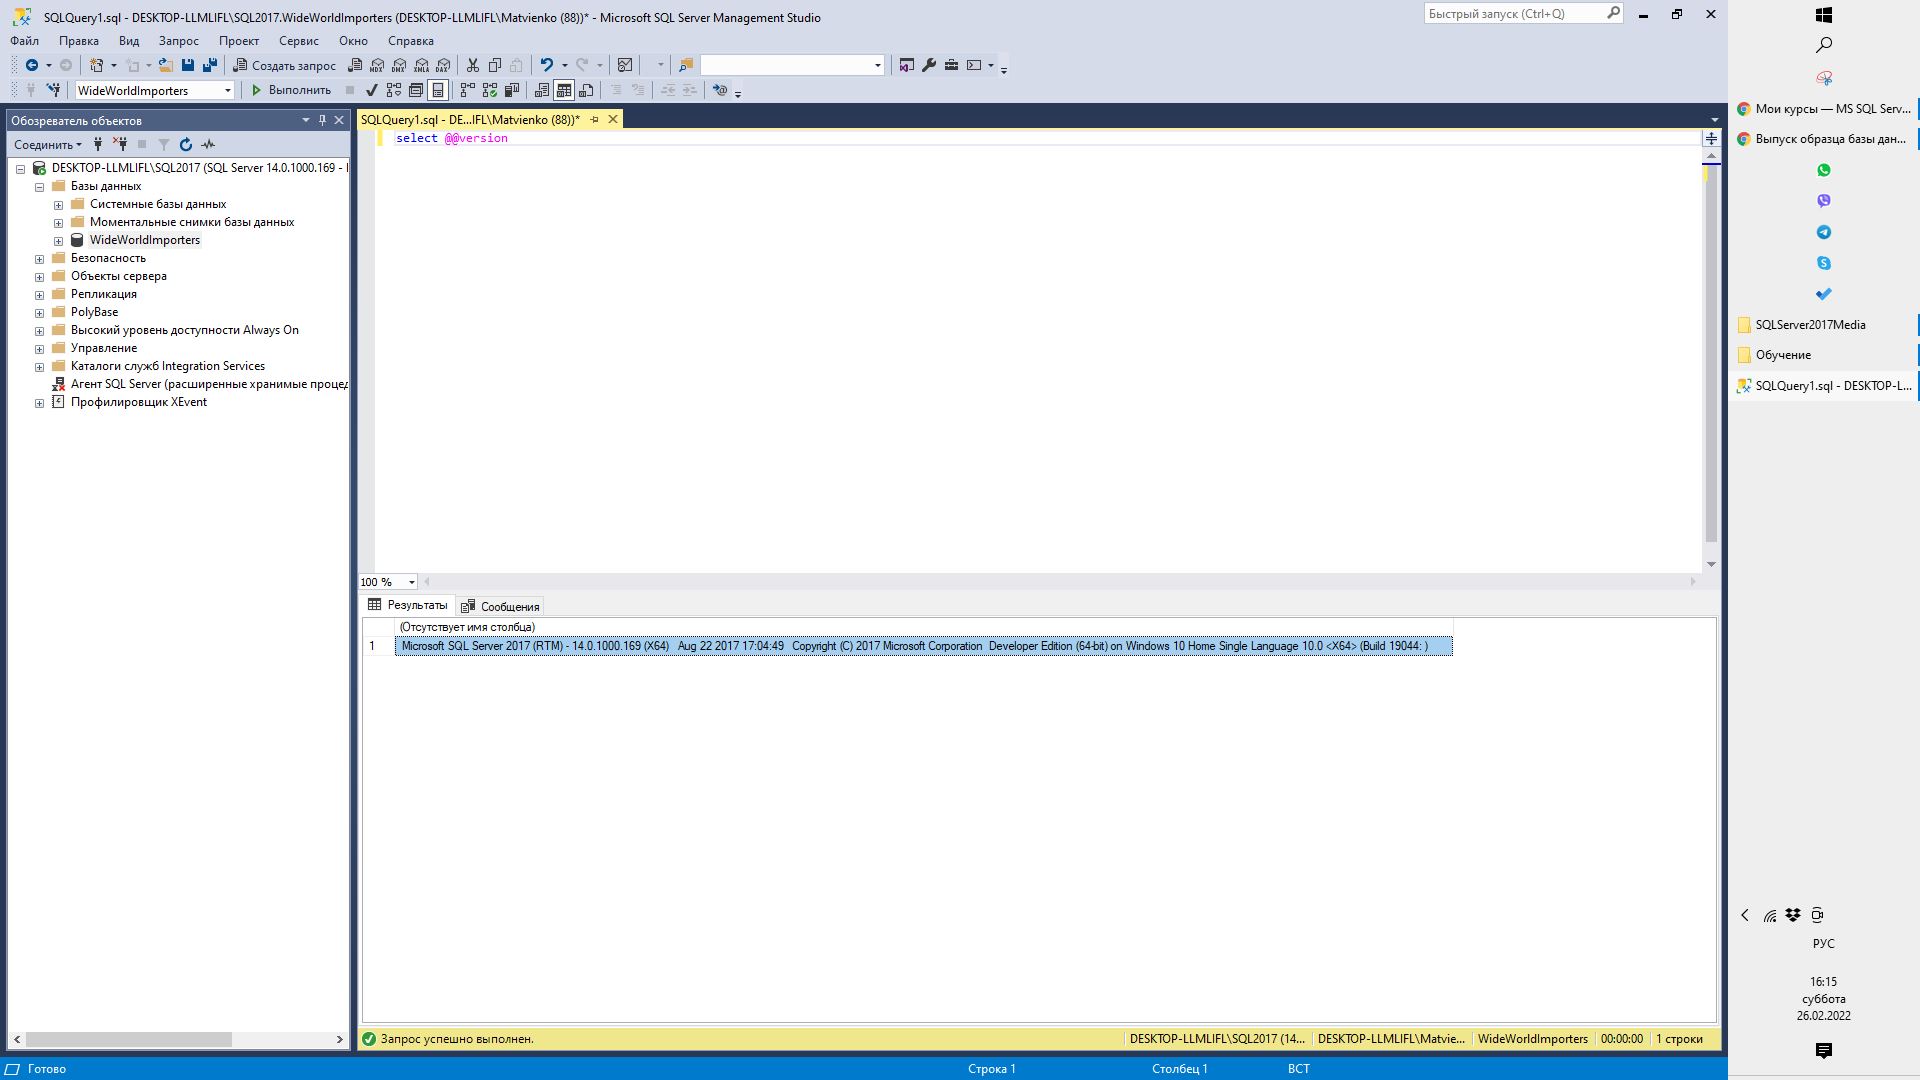 SQLQuery1.sql - DESKTOP-LLMLIFL\SQL2017.WideWorldImporters (DESKTOP-LLMLIFL\Matvienko (88))* - Microsoft SQL Server Management Studio
Быстрый запуск (Ctrl+Q)
Файл Правка Вид Запрос Проект Сервис Окно Справка
Создать запрос MDX DMX XMLA DAX
WideWorldImporters Выполнить
Обозреватель объектов
Соединить
DESKTOP-LLMLIFL\SQL2017 (SQL Server 14.0.1000.169 -
Базы данных
Системные базы данных
Моментальные снимки базы данных
WideWorldImporters
Безопасность
Объекты сервера
Репликация
PolyBase
Высокий уровень доступности Always On
Управление
Каталоги служб Integration Services
Агент SQL Server (расширенные хранимые процед
Профилировщик XEvent
SQLQuery1.sql - DE...IFL\Matvienko (88))*
select @@version
100 %
Результаты Сообщения
(Отсутствует имя столбца)
1 Microsoft SQL Server 2017 (RTM) - 14.0.1000.169 (X64) Aug 22 2017 17:04:49 Copyright (C) 2017 Microsoft Corporation Developer Edition (64-bit) on Windows 10 Home Single Language 10.0 <X64> (Build 19044: )
Запрос успешно выполнен. DESKTOP-LLMLIFL\SQL2017 (14... DESKTOP-LLMLIFL\Matvie... WideWorldImporters 00:00:00 1 строки
Готово Строка 1 Столбец 1 ВСТ
Мои курсы — MS SQL Serv...
Выпуск образца базы дан...
SQLServer2017Media
Обучение
SQLQuery1.sql - DESKTOP-L...
РУС
16:15
суббота
26.02.2022